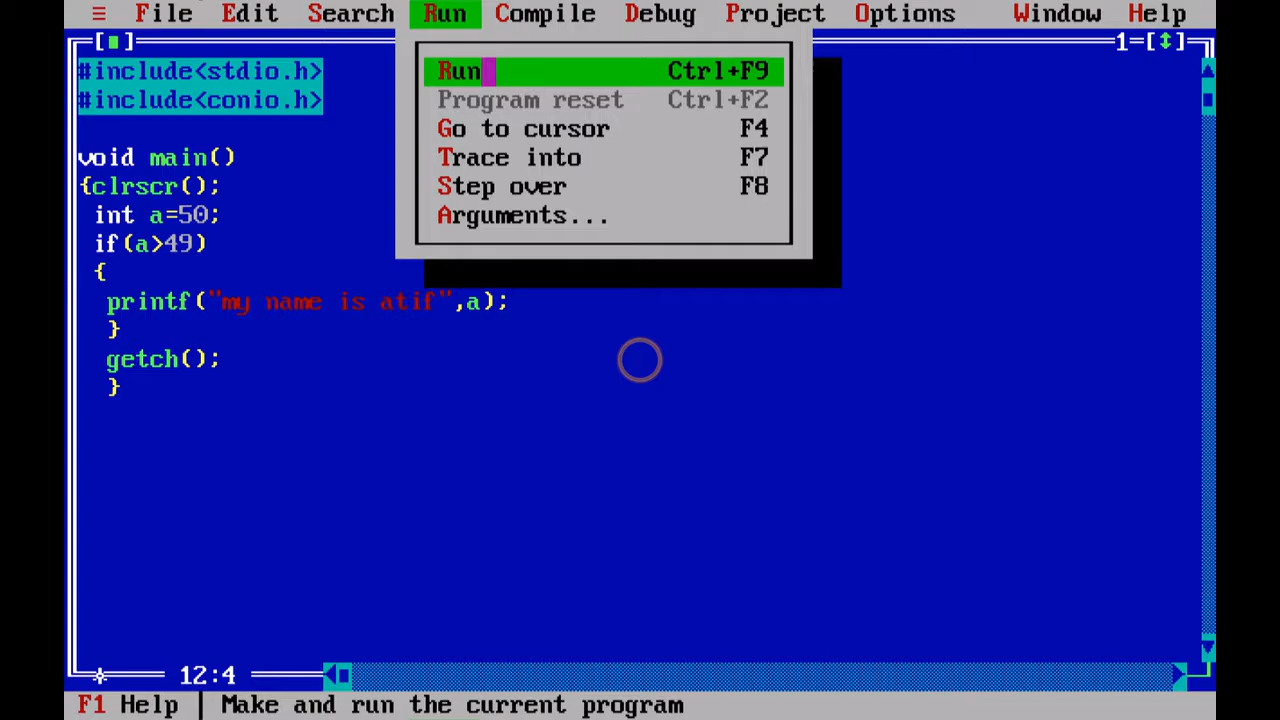 ≡ File Edit Search Run Compile Debug Project Options Window Help
[■] 1=[↕]
Run Ctrl+F9
Program reset Ctrl+F2
Go to cursor F4
Trace into F7
Step over F8
Arguments...
#include<stdio.h>
#include<conio.h>
void main()
{clrscr();
int a=50;
if(a>49)
{
printf("my name is atif",a);
}
getch();
}
12:4
F1 Help │ Make and run the current program